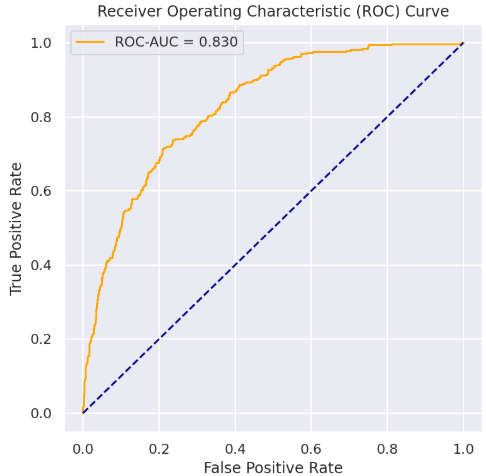 Receiver Operating Characteristic (ROC) Curve
ROC-AUC = 0.830
True Positive Rate
1.0
0.8
0.6
0.4
0.2
0.0
0.0 0.2 0.4 0.6 0.8 1.0
False Positive Rate